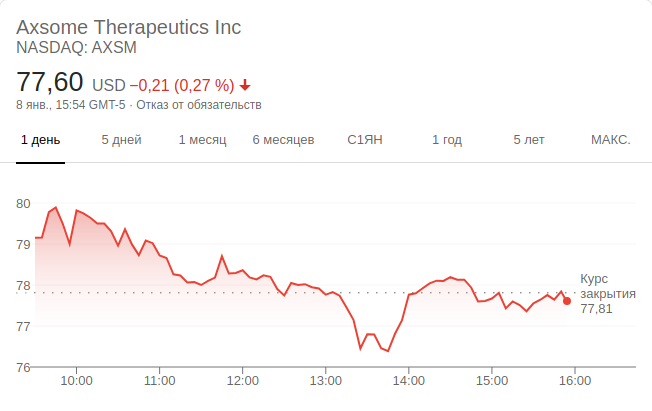 Axsome Therapeutics Inc
NASDAQ: AXSM
77,60 USD −0,21 (0,27 %)
8 янв., 15:54 GMT-5 · Отказ от обязательств
1 день 5 дней 1 месяц 6 месяцев С1ЯН 1 год 5 лет МАКС.
80
79
78
77
76
Курс
закрытия
77,81
10:00 11:00 12:00 13:00 14:00 15:00 16:00